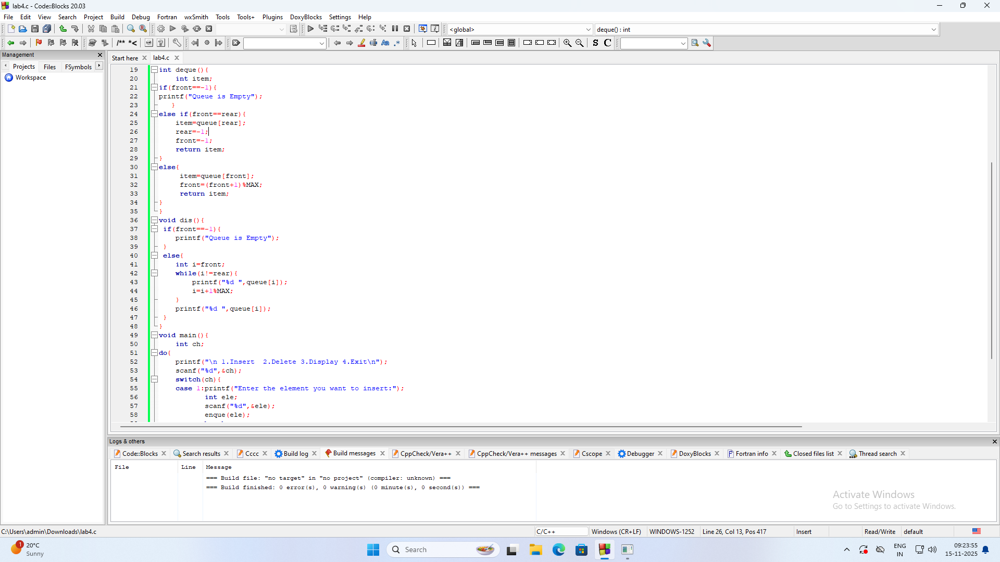 lab4.c - Code::Blocks 20.03
File Edit View Search Project Build Debug Fortran wxSmith Tools Tools+ Plugins DoxyBlocks Settings Help
<global> deque() : int
/** *< Aa .* S C
Management
Start here lab4.c
Projects Files FSymbols
Workspace
19 int deque(){
20 int item;
21 if(front==-1){
22 printf("Queue is Empty");
23 }
24 else if(front==rear){
25 item=queue[rear];
26 rear=-1;
27 front=-1;
28 return item;
29 }
30 else{
31 item=queue[front];
32 front=(front+1)%MAX;
33 return item;
34 }
35 }
36 void dis(){
37 if(front==-1){
38 printf("Queue is Empty");
39 }
40 else{
41 int i=front;
42 while(i!=rear){
43 printf("%d ",queue[i]);
44 i=i+1%MAX;
45 }
46 printf("%d ",queue[i]);
47 }
48 }
49 void main(){
50 int ch;
51 do{
52 printf("\n 1.Insert  2.Delete 3.Display 4.Exit\n");
53 scanf("%d",&ch);
54 switch(ch){
55 case 1:printf("Enter the element you want to insert:");
56 int ele;
57 scanf("%d",&ele);
58 enque(ele);
Logs & others
Code::Blocks Search results Cccc Build log Build messages CppCheck/Vera++ CppCheck/Vera++ messages Cscope Debugger DoxyBlocks Fortran info Closed files list Thread search
File Line Message
=== Build file: "no target" in "no project" (compiler: unknown) ===
=== Build finished: 0 error(s), 0 warning(s) (0 minute(s), 0 second(s)) ===
Activate Windows
Go to Settings to activate Windows.
C:\Users\admin\Downloads\lab4.c C/C++ Windows (CR+LF) WINDOWS-1252 Line 26, Col 13, Pos 417 Insert Read/Write default
1 20°C
Sunny
Search
ENG
IN
09:23:55
15-11-2025